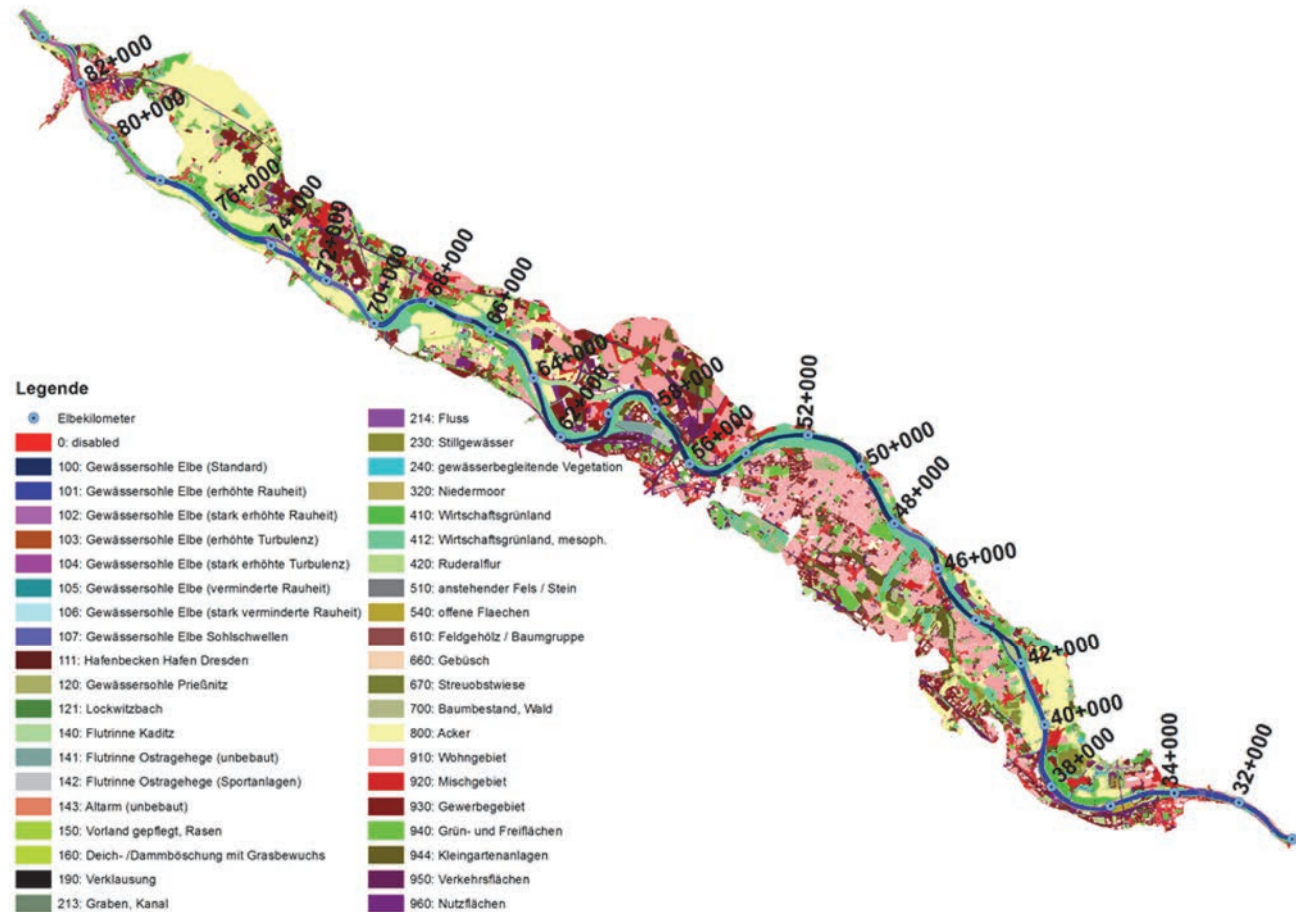 82+000
80+000
76+000
74+000
72+000
70+000
68+000
66+000
64+000
62+000
58+000
56+000
52+000
50+000
48+000
46+000
42+000
40+000
38+000
34+000
32+000
Legende
Elbekilometer
0: disabled
100: Gewässersohle Elbe (Standard)
101: Gewässersohle Elbe (erhöhte Rauheit)
102: Gewässersohle Elbe (stark erhöhte Rauheit)
103: Gewässersohle Elbe (erhöhte Turbulenz)
104: Gewässersohle Elbe (stark erhöhte Turbulenz)
105: Gewässersohle Elbe (verminderte Rauheit)
106: Gewässersohle Elbe (stark verminderte Rauheit)
107: Gewässersohle Elbe Sohlschwellen
111: Hafenbecken Hafen Dresden
120: Gewässersohle Prießnitz
121: Lockwitzbach
140: Flutrinne Kaditz
141: Flutrinne Ostragehege (unbebaut)
142: Flutrinne Ostragehege (Sportanlagen)
143: Altarm (unbebaut)
150: Vorland gepflegt, Rasen
160: Deich- /Dammböschung mit Grasbewuchs
190: Verklausung
213: Graben, Kanal
214: Fluss
230: Stillgewässer
240: gewässerbegleitende Vegetation
320: Niedermoor
410: Wirtschaftsgrünland
412: Wirtschaftsgrünland, mesoph.
420: Ruderalflur
510: anstehender Fels / Stein
540: offene Flaechen
610: Feldgehölz / Baumgruppe
660: Gebüsch
670: Streuobstwiese
700: Baumbestand, Wald
800: Acker
910: Wohngebiet
920: Mischgebiet
930: Gewerbegebiet
940: Grün- und Freiflächen
944: Kleingartenanlagen
950: Verkehrsflächen
960: Nutzflächen